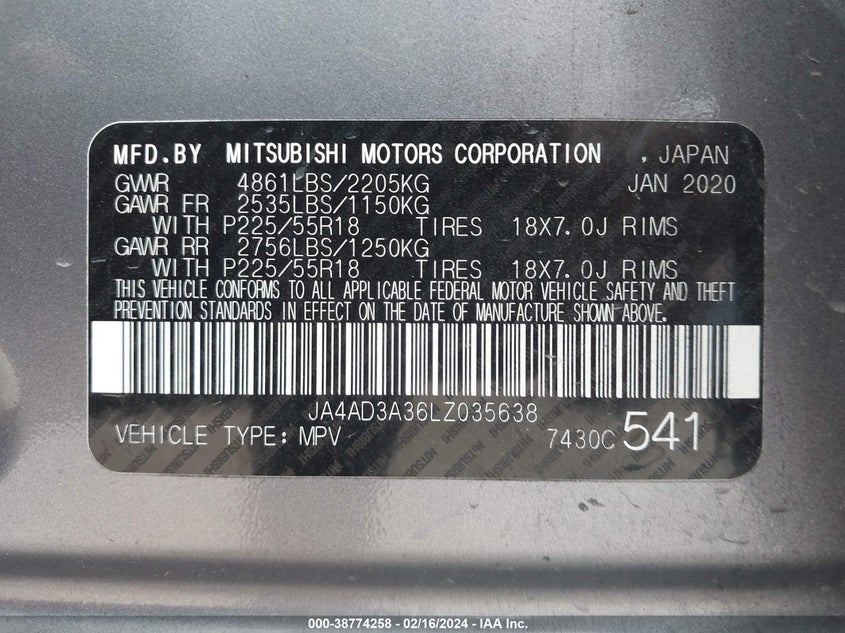 MFD.BY MITSUBISHI MOTORS CORPORATION , JAPAN
GVWR 4861LBS/2205KG JAN 2020
GAWR FR 2535LBS/1150KG
WITH P225/55R18 TIRES 18X7.0J RIMS
GAWR RR 2756LBS/1250KG
WITH P225/55R18 TIRES 18X7.0J RIMS
THIS VEHICLE CONFORMS TO ALL APPLICABLE FEDERAL MOTOR VEHICLE SAFETY AND THEFT
PREVENTION STANDARDS IN EFFECT ON THE DATE OF MANUFACTURE SHOWN ABOVE.
JA4AD3A36LZ035638
VEHICLE TYPE: MPV 7430C 541
000-38774258 - 02/16/2024 - IAA Inc.